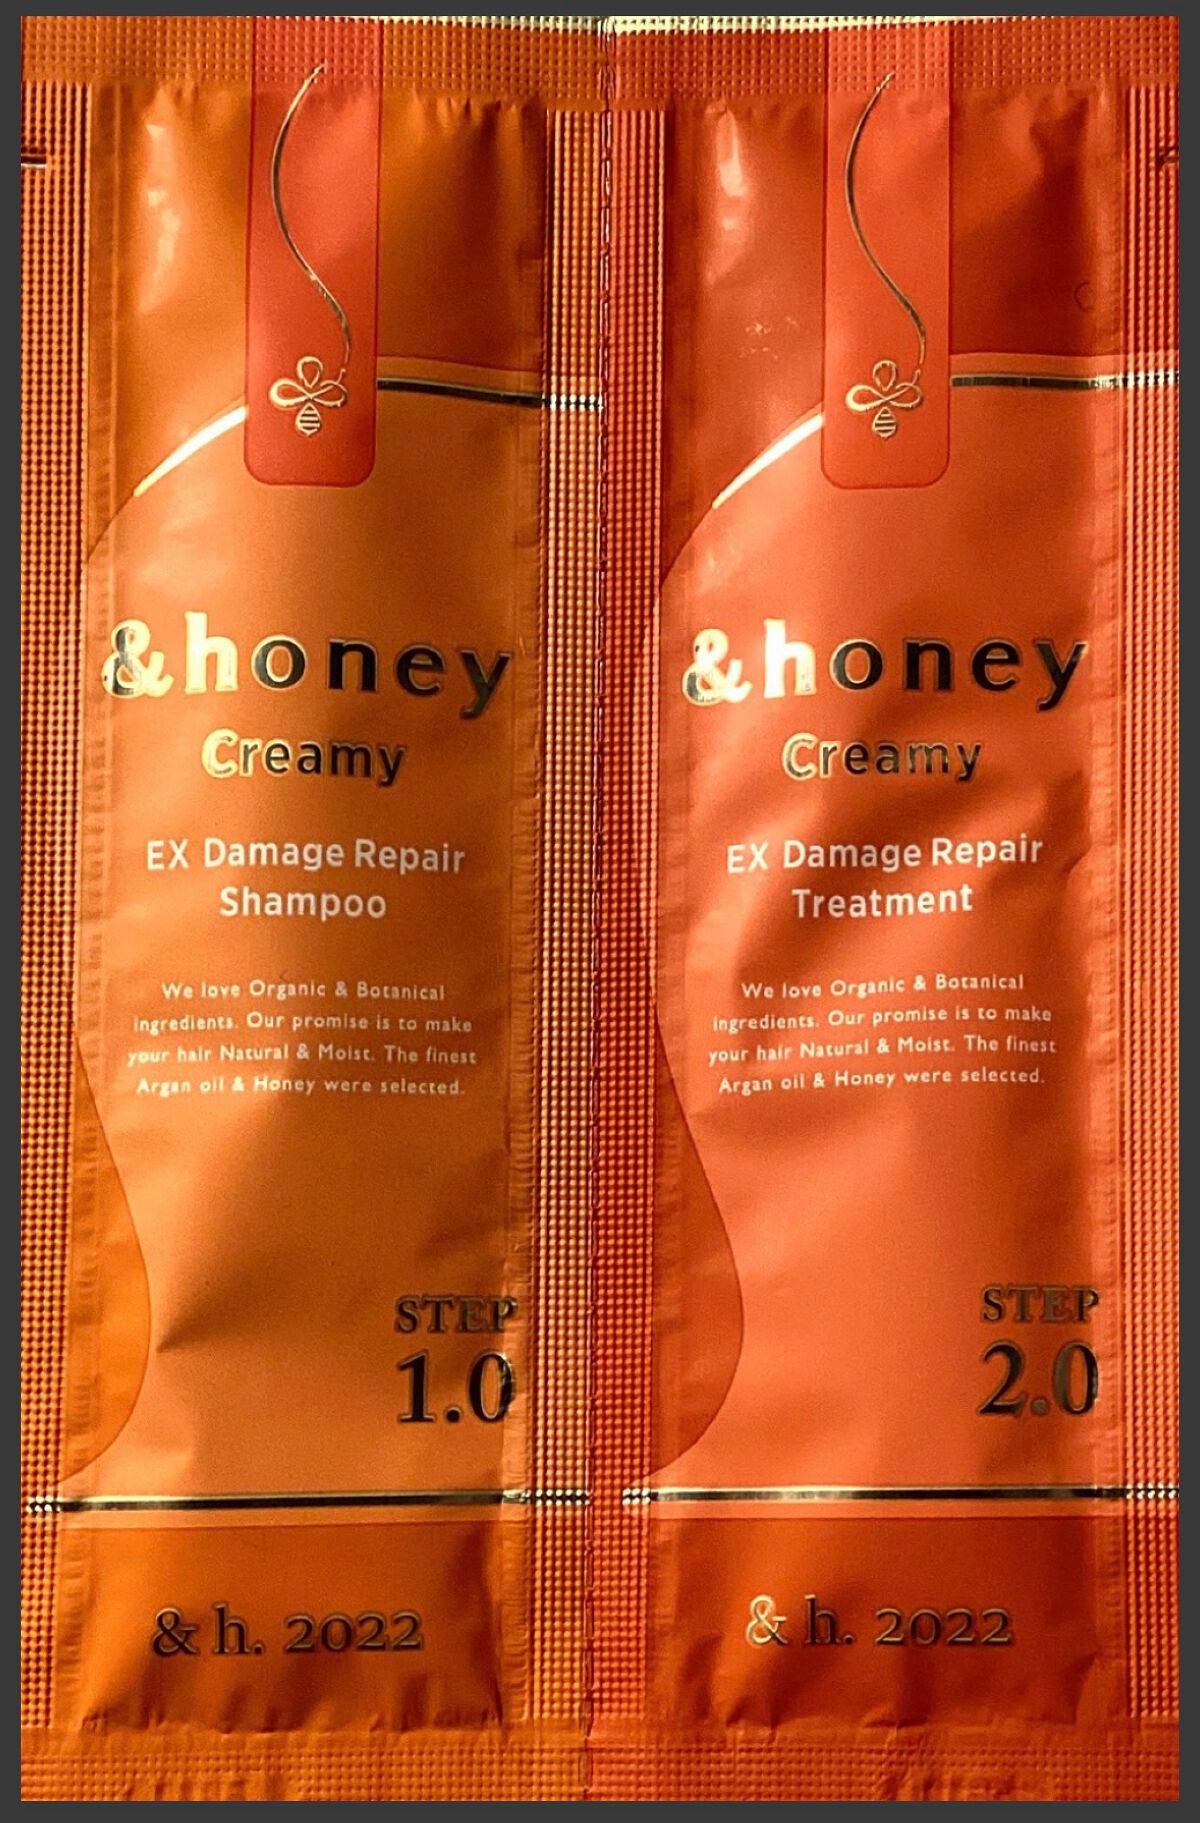 &honey
Creamy
EX Damage Repair
Shampoo
We love Organic & Botanical
ingredients. Our promise is to make
your hair Natural & Moist. The finest
Argan oil & Honey were selected.
STEP
1.0
& h. 2022
&honey
Creamy
EX Damage Repair
Treatment
We love Organic & Botanical
ingredients. Our promise is to make
your hair Natural & Moist. The finest
Argan oil & Honey were selected.
STEP
2.0
& h. 2022